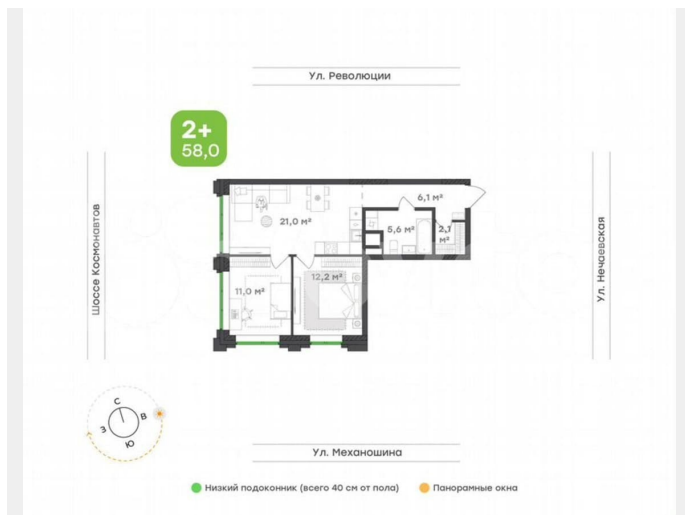 Ул. Революции
2+
58,0
6,1 м²
21,0 м²
5,6 м²
2,1
м²
Шоссе Космонавтов
Ул. Нечаевская
11,0 м²
12,2 м²
С
В
З
Ю
Ул. Механошина
Низкий подоконник (всего 40 см от пола)
Панорамные окна